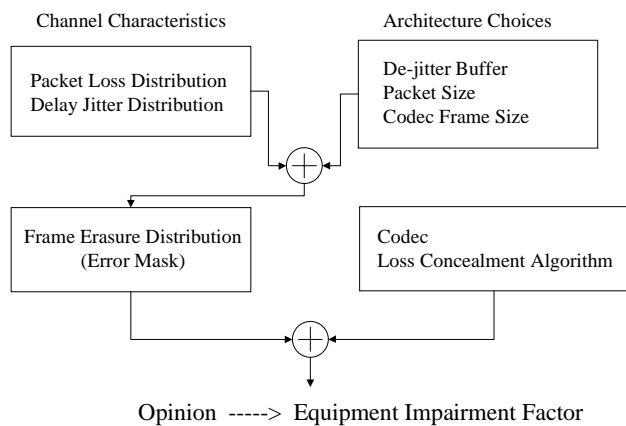 Channel Characteristics
Architecture Choices
Packet Loss Distribution
Delay Jitter Distribution
De-jitter Buffer
Packet Size
Codec Frame Size
Frame Erasure Distribution
(Error Mask)
Codec
Loss Concealment Algorithm
Opinion -----> Equipment Impairment Factor